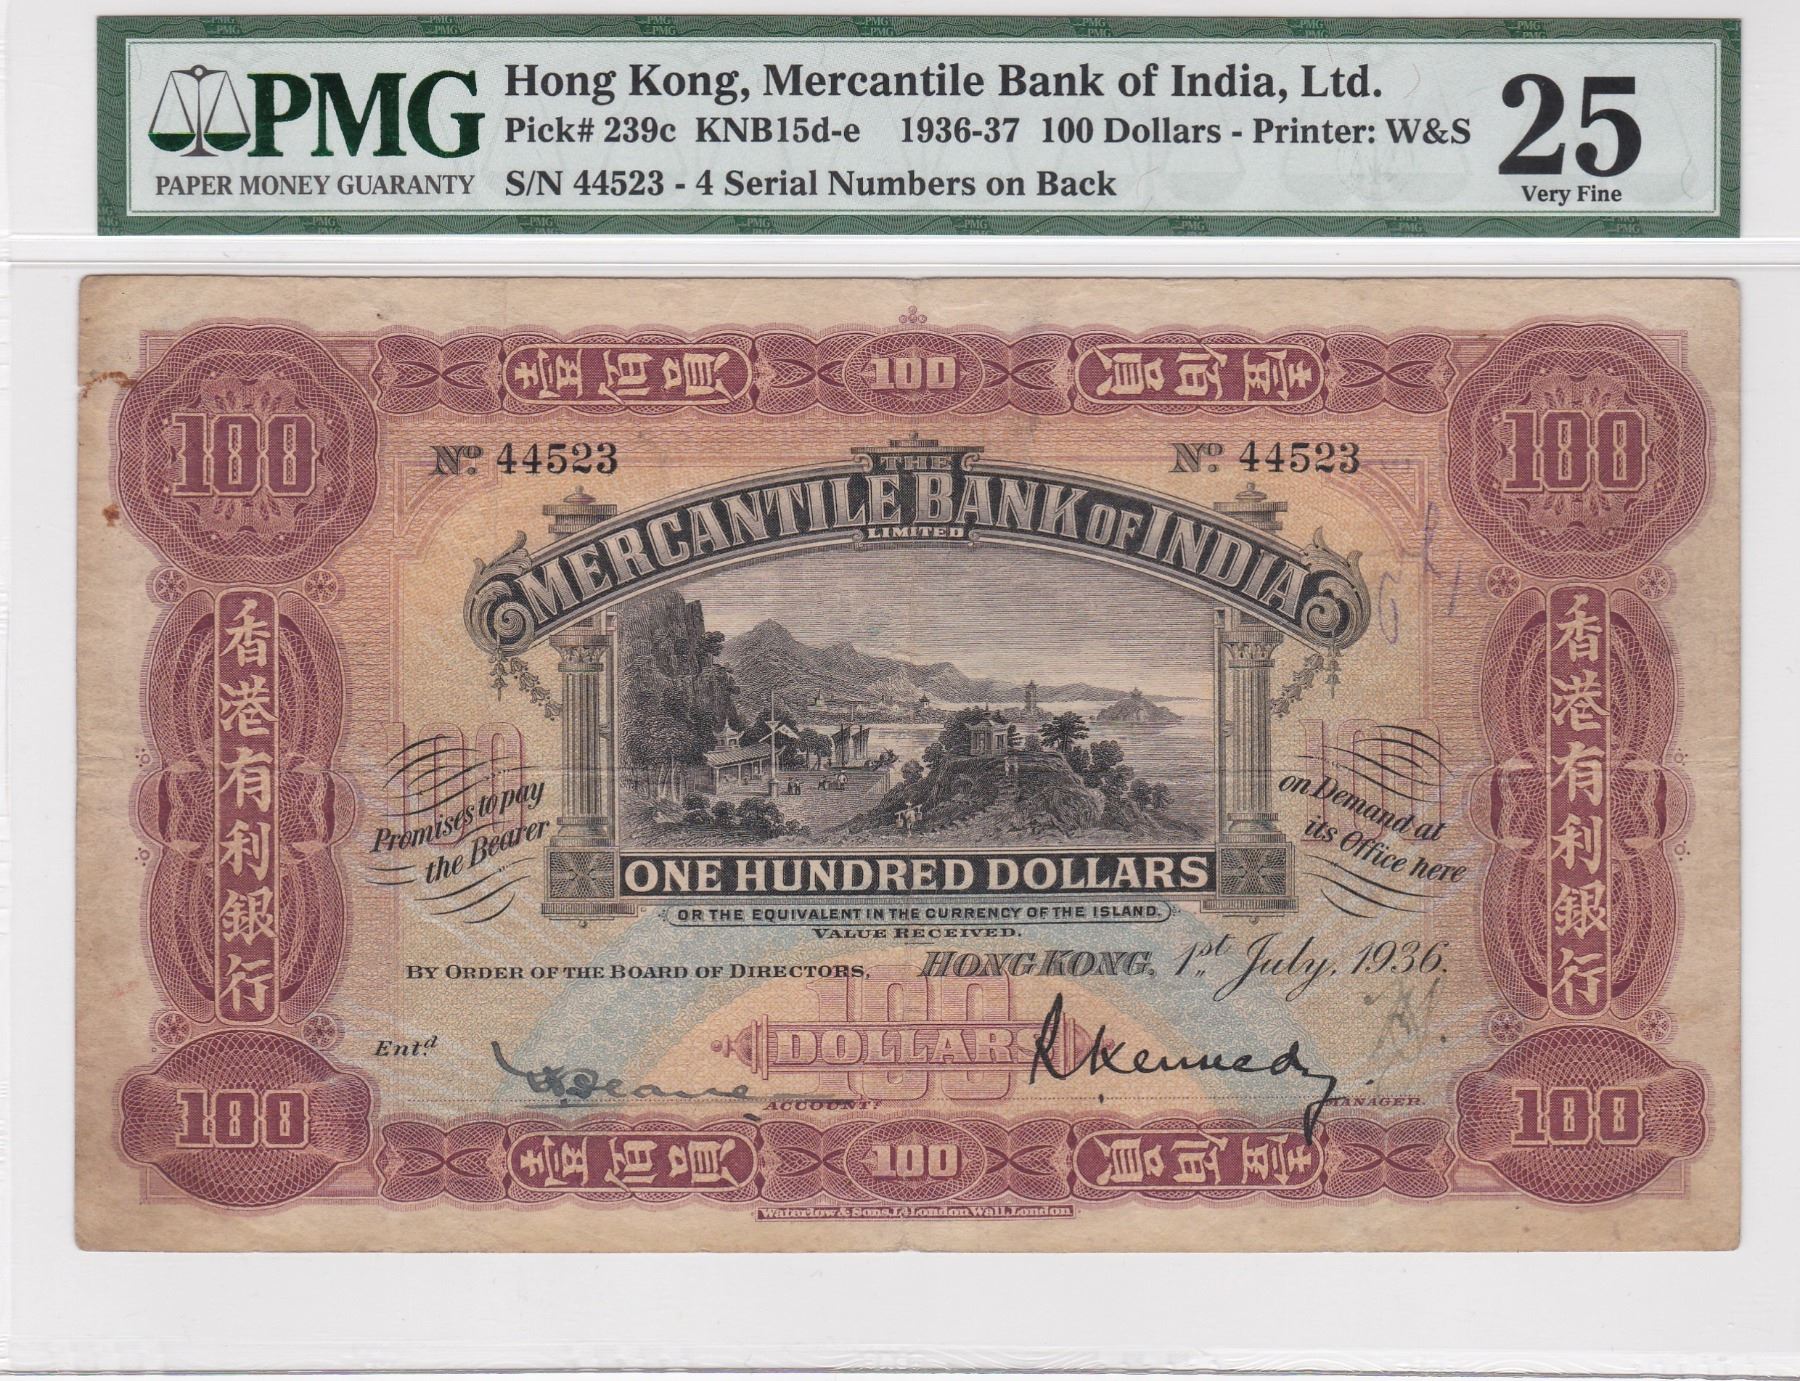 PMG
PAPER MONEY GUARANTY
Hong Kong, Mercantile Bank of India, Ltd.
Pick# 239c KNB15d-e 1936-37 100 Dollars - Printer: W&S
S/N 44523 - 4 Serial Numbers on Back
25
Very Fine
壹百員 100 員百壹
100 100
No. 44523 No. 44523
THE
MERCANTILE BANK OF INDIA
LIMITED
香港有利銀行
香港有利銀行
100 100
Promises to pay
the Bearer
on Demand at
its Office here
ONE HUNDRED DOLLARS
OR THE EQUIVALENT IN THE CURRENCY OF THE ISLAND.
VALUE RECEIVED.
BY ORDER OF THE BOARD OF DIRECTORS, HONG KONG, 1st July, 1936.
100
DOLLARS
Ent.d
R Kennedy
ACCOUNTT
MANAGER.
100 100
壹百員 100 員百壹
Waterlow & Sons, Ld London Wall, London